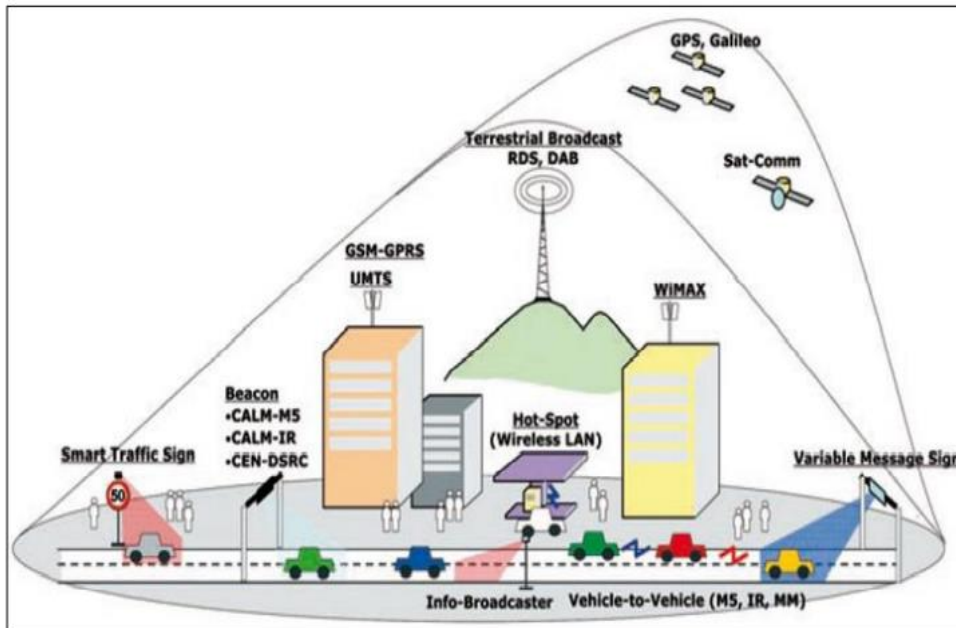 GPS, Galileo
Terrestrial Broadcast
RDS, DAB
Sat-Comm
GSM-GPRS
UMTS
WiMAX
Beacon
•CALM-M5
•CALM-IR
•CEN-DSRC
Hot-Spot
(Wireless LAN)
Smart Traffic Sign
Variable Message Sign
50
Info-Broadcaster
Vehicle-to-Vehicle (M5, IR, MM)